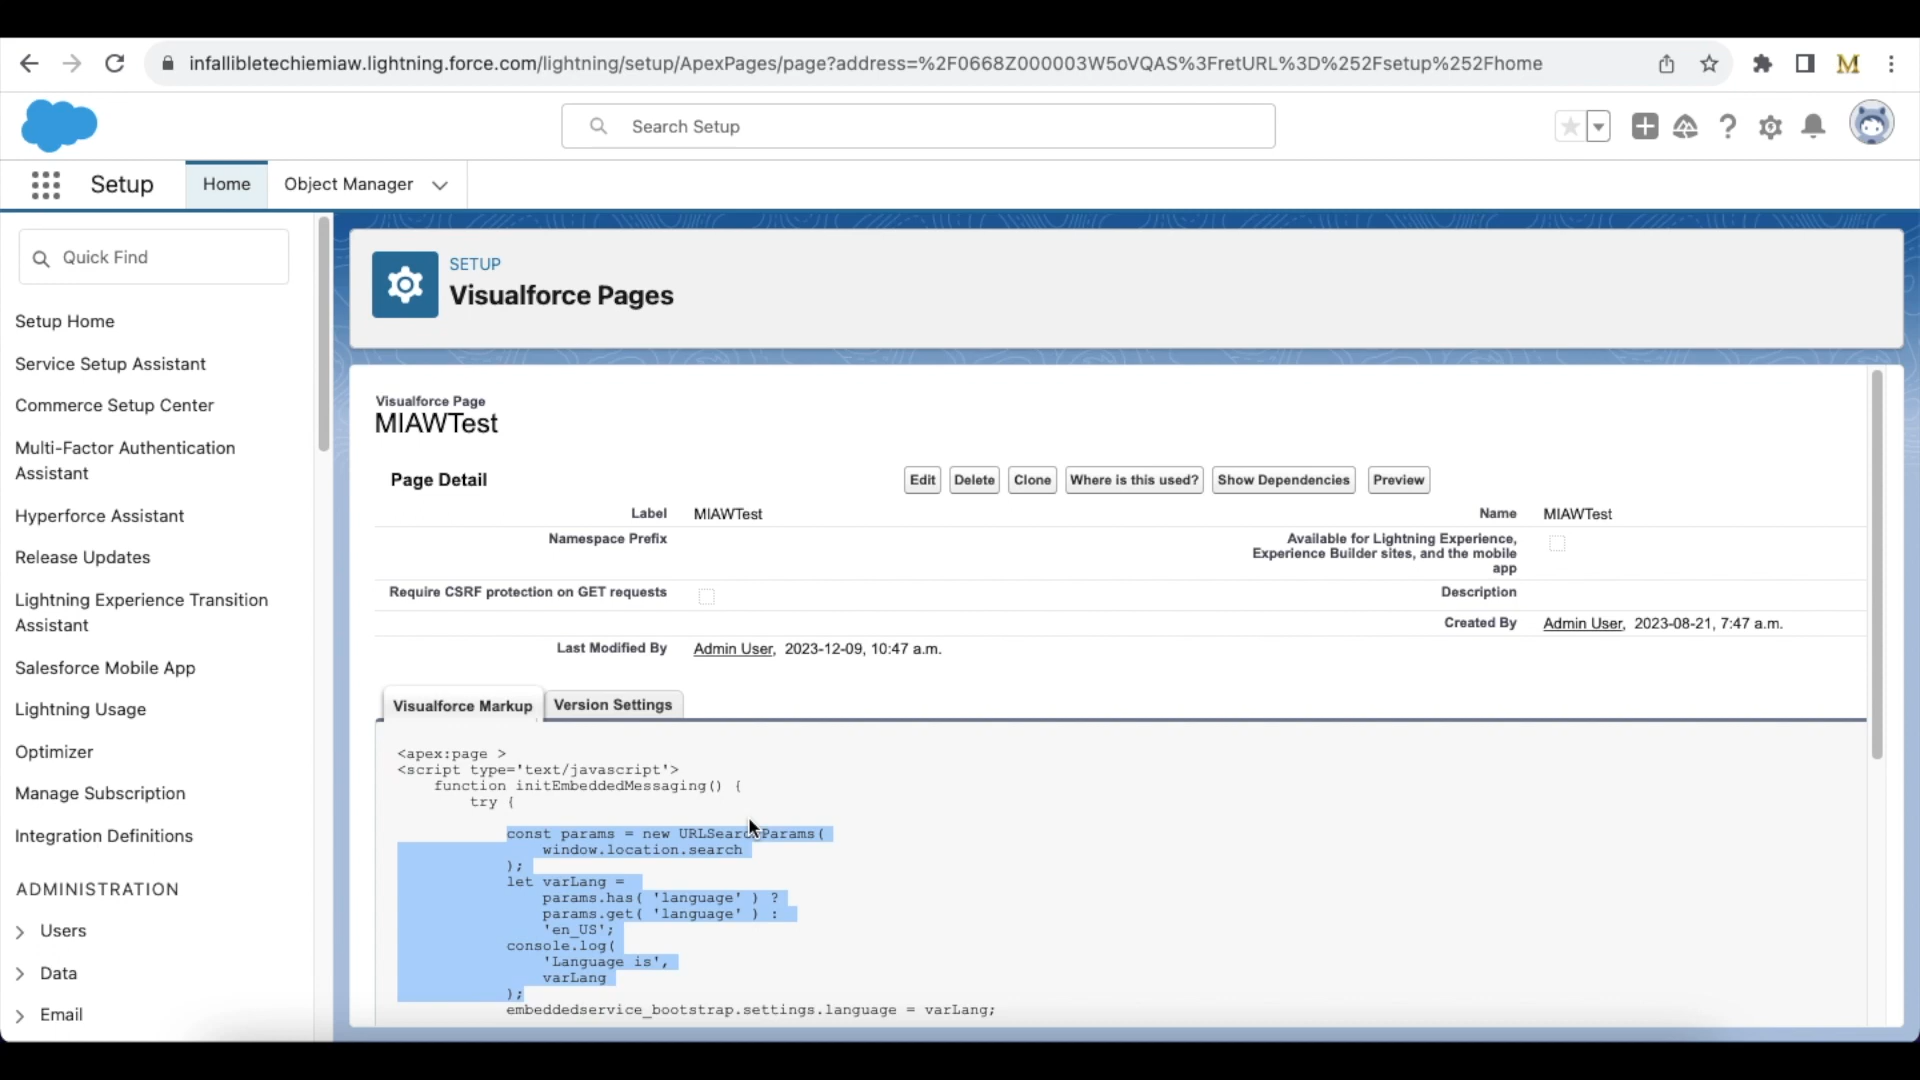 infallibletechiemiaw.lightning.force.com/lightning/setup/ApexPages/page?address=%2F0668Z000003W5oVQAS%3FretURL%3D%252Fsetup%252Fhome
M
Search Setup
Setup
Home
Object Manager
Quick Find
Setup Home
Service Setup Assistant
Commerce Setup Center
Multi-Factor Authentication
Assistant
Hyperforce Assistant
Release Updates
Lightning Experience Transition
Assistant
Salesforce Mobile App
Lightning Usage
Optimizer
Manage Subscription
Integration Definitions
ADMINISTRATION
Users
Data
Email
SETUP
Visualforce Pages
Visualforce Page
MIAWTest
Page Detail
Edit Delete Clone Where is this used? Show Dependencies Preview
Label MIAWTest
Name MIAWTest
Namespace Prefix
Available for Lightning Experience,
Experience Builder sites, and the mobile
app
Require CSRF protection on GET requests
Description
Created By Admin User, 2023-08-21, 7:47 a.m.
Last Modified By Admin User, 2023-12-09, 10:47 a.m.
Visualforce Markup
Version Settings
<apex:page >
<script type='text/javascript'>
function initEmbeddedMessaging() {
try {
const params = new URLSearchParams(
window.location.search
);
let varLang =
params.has( 'language' ) ?
params.get( 'language' ) :
'en_US';
console.log(
'Language is',
varLang
);
embeddedservice_bootstrap.settings.language = varLang;